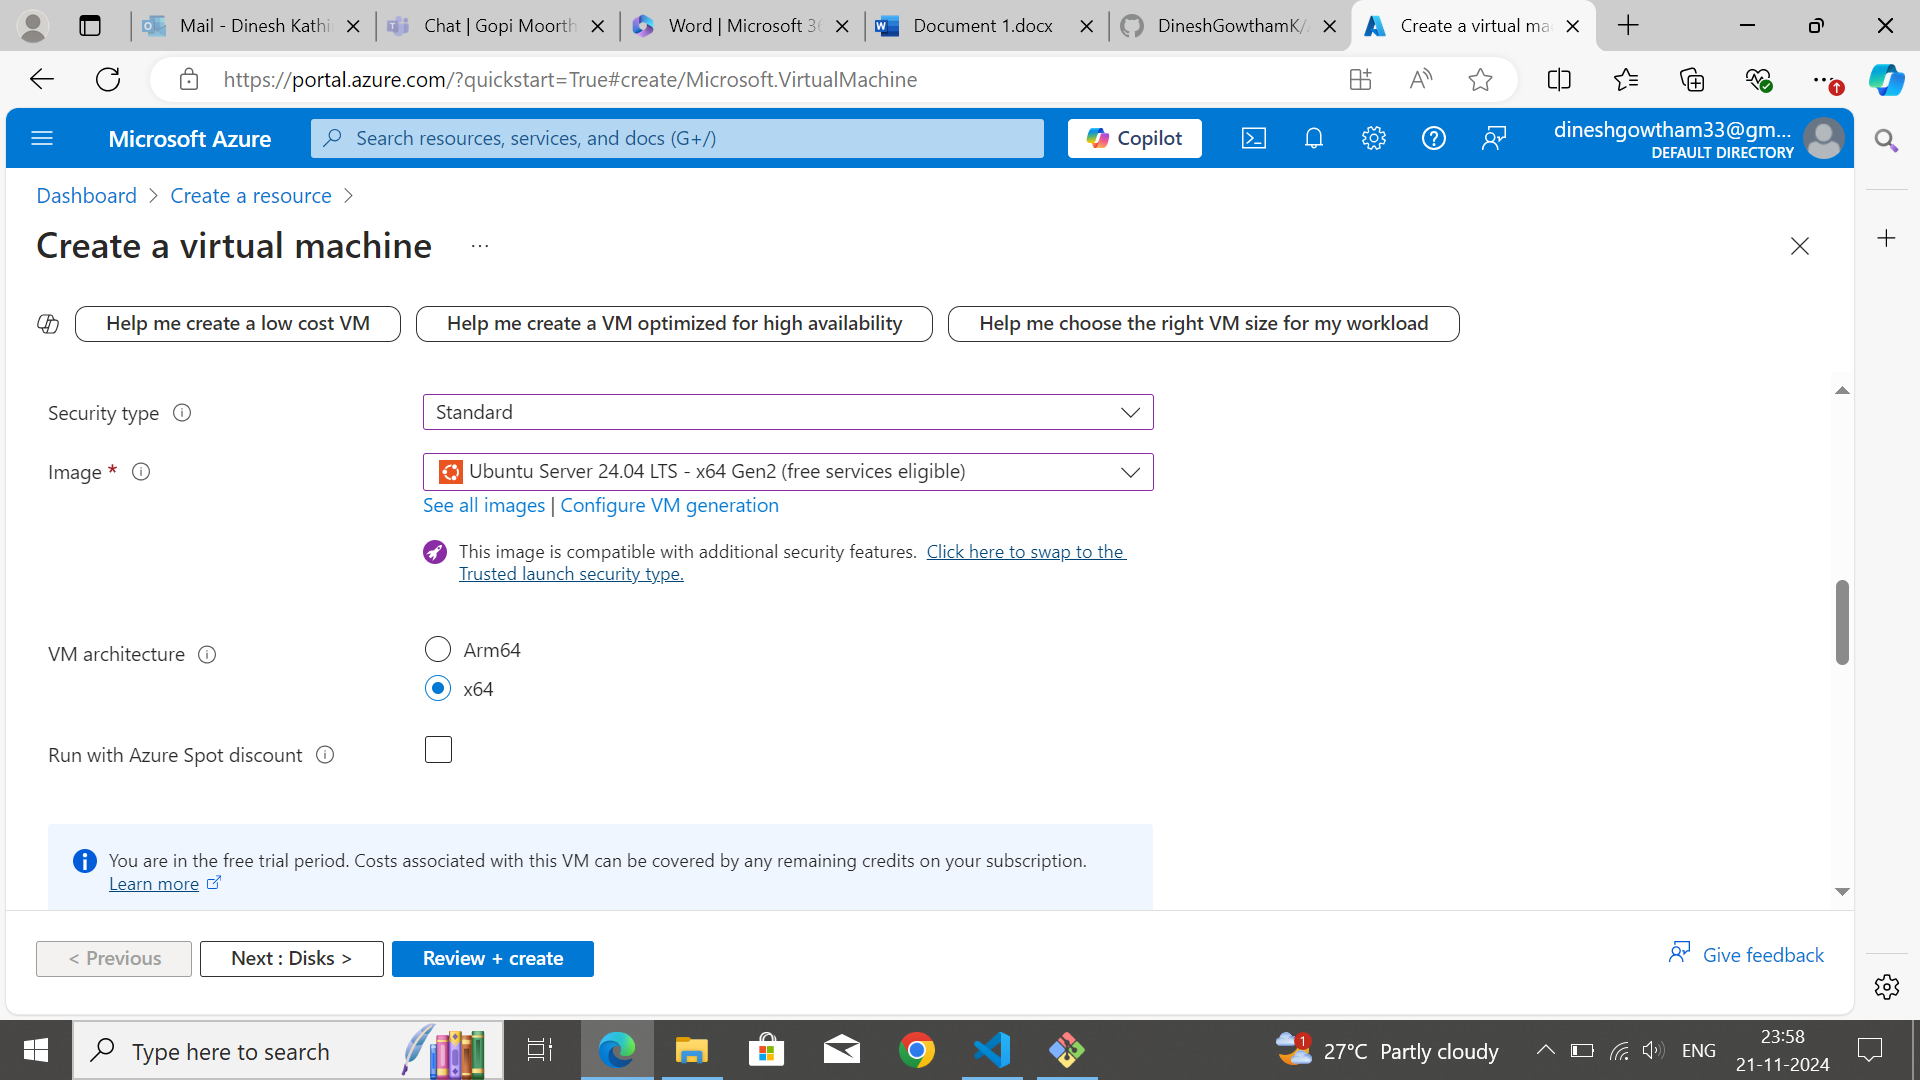 Mail - Dinesh Kathi
Chat | Gopi Moorth
Word | Microsoft 36
Document 1.docx
DineshGowthamK/
Create a virtual ma
https://portal.azure.com/?quickstart=True#create/Microsoft.VirtualMachine
Microsoft Azure
Search resources, services, and docs (G+/)
Copilot
dineshgowtham33@gm...
DEFAULT DIRECTORY
Dashboard > Create a resource >
Create a virtual machine ...
Help me create a low cost VM
Help me create a VM optimized for high availability
Help me choose the right VM size for my workload
Security type
Standard
Image *
Ubuntu Server 24.04 LTS - x64 Gen2 (free services eligible)
See all images | Configure VM generation
This image is compatible with additional security features. Click here to swap to the
Trusted launch security type.
VM architecture
Arm64
x64
Run with Azure Spot discount
You are in the free trial period. Costs associated with this VM can be covered by any remaining credits on your subscription.
Learn more
< Previous
Next : Disks >
Review + create
Give feedback
Type here to search
1
27°C Partly cloudy
ENG
23:58
21-11-2024